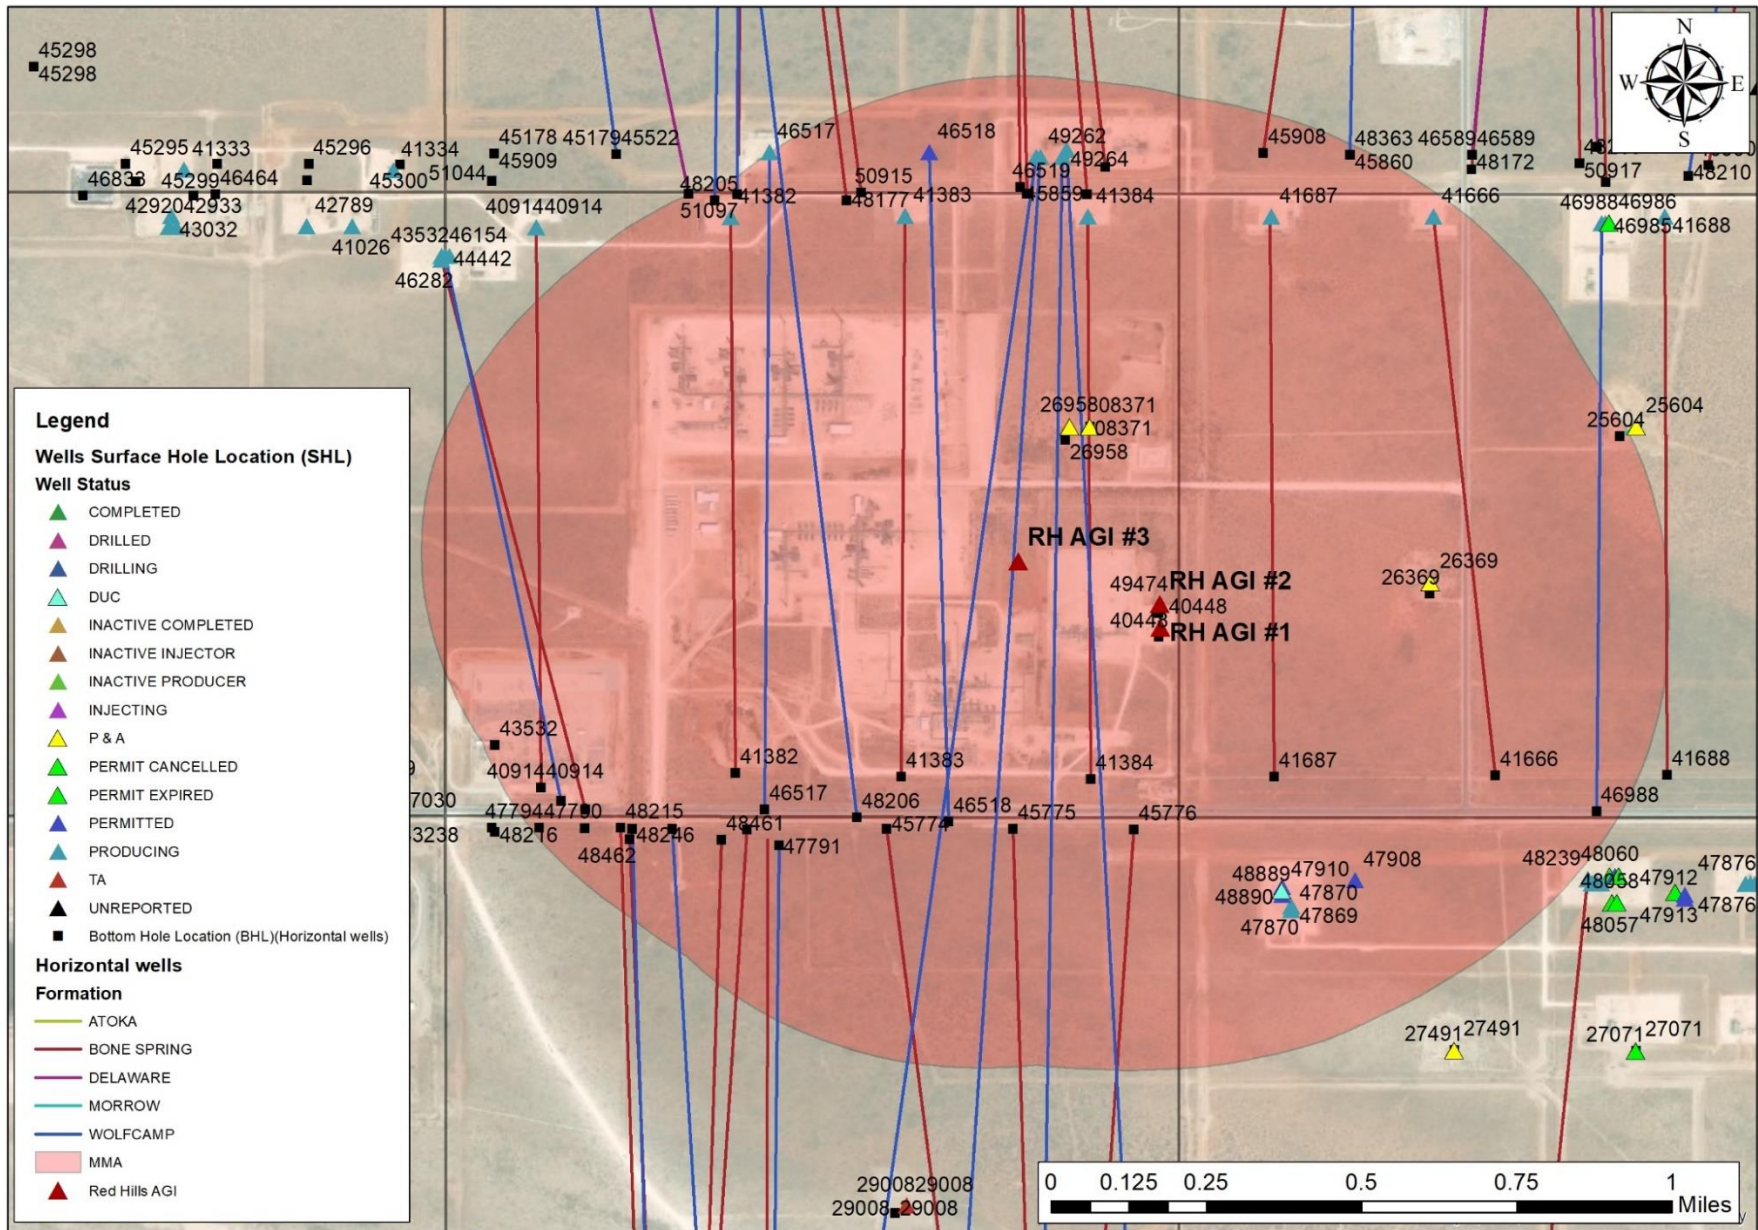 N
W E
S
45298
45298
45295 41333 45296 41334 45178 45179 45522 46517 46518 49262 45908 48363 46589 46589
45909 49264 45860 48172
46833 45299 46464 45300 51044 48205 41382 50915 41383 46519 45859 41384 41687 41666 50917 48210
51097 48177
42920 42933 42789 40914 40914 46988 46986
43032 41026 43532 46154 46985 41688
44442
46282
26958 08371 25604
08371 25604
26958
RH AGI #3
49474 RH AGI #2 26369
40448 26369
40448 RH AGI #1
43532
41382 41383 41384 41687 41666 41688
40914 40914
46517 48206 46518 45775 45776 46988
7030 47794 47790 48215 48461 45774
3238 48216 48246 47791
48462
48889 47910 47908 48239 48060 47876
48890 47870 48058 47912
47870 47869 48057 47913 47876
27491 27491 27071 27071
29008 29008
29008 29008
Legend
Wells Surface Hole Location (SHL)
Well Status
COMPLETED
DRILLED
DRILLING
DUC
INACTIVE COMPLETED
INACTIVE INJECTOR
INACTIVE PRODUCER
INJECTING
P & A
PERMIT CANCELLED
PERMIT EXPIRED
PERMITTED
PRODUCING
TA
UNREPORTED
Bottom Hole Location (BHL)(Horizontal wells)
Horizontal wells
Formation
ATOKA
BONE SPRING
DELAWARE
MORROW
WOLFCAMP
MMA
Red Hills AGI
0 0.125 0.25 0.5 0.75 1
Miles